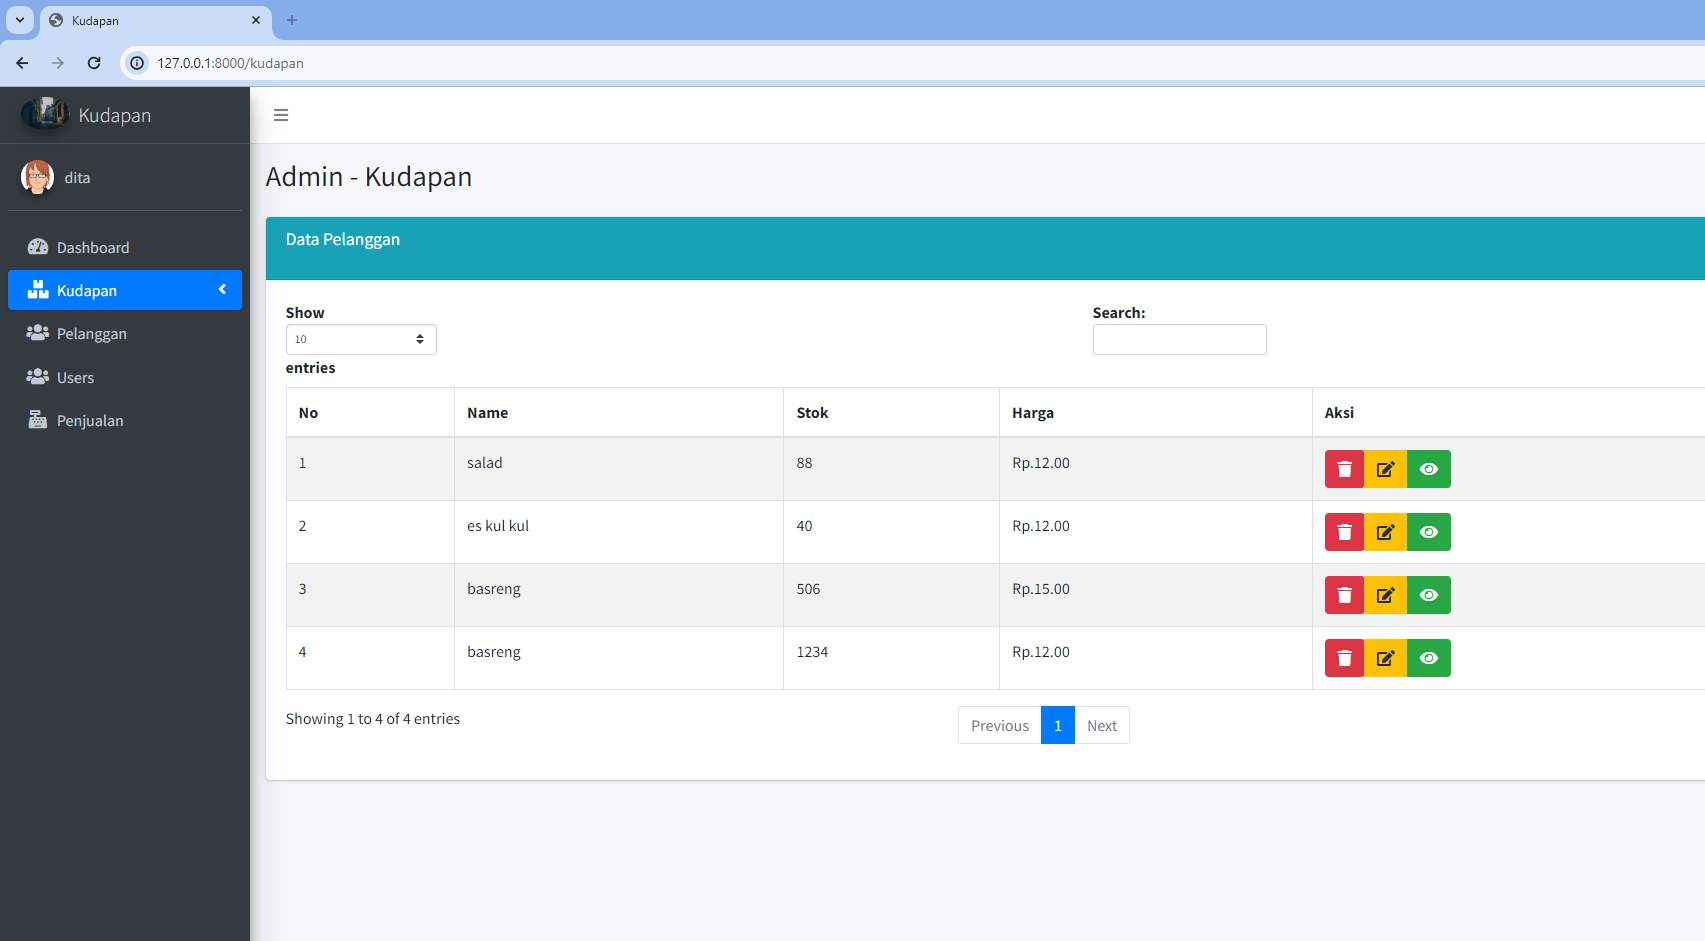 Kudapan
127.0.0.1:8000/kudapan
Kudapan
dita
Dashboard
Kudapan
Pelanggan
Users
Penjualan
Admin - Kudapan
Data Pelanggan
Show
10
entries
Search:
No Name Stok Harga Aksi
1 salad 88 Rp.12.00
2 es kul kul 40 Rp.12.00
3 basreng 506 Rp.15.00
4 basreng 1234 Rp.12.00
Showing 1 to 4 of 4 entries
Previous 1 Next